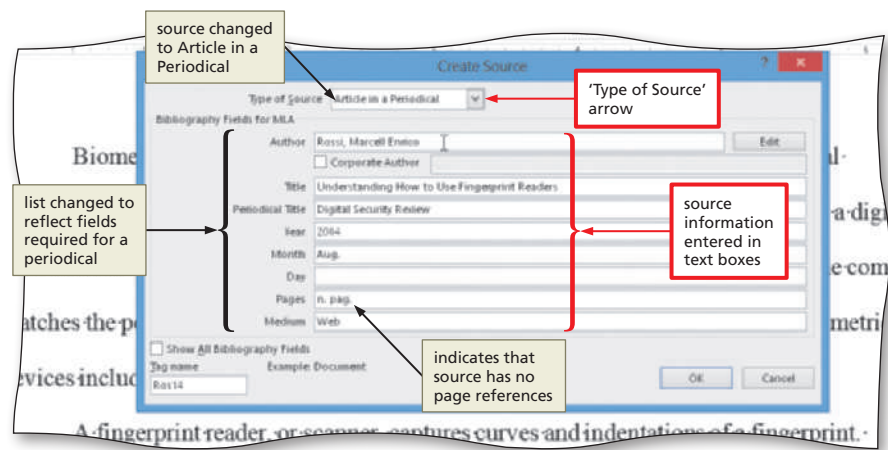 source changed
to Article in a
Periodical
Create Source
?
Type of Source Article in a Periodical
'Type of Source'
arrow
Bibliography Fields for MLA
Biome
Author Rossi, Marcell Enrico Edit
al·
Corporate Author
list changed to
reflect fields
required for a
periodical
Title Understanding How to Use Fingerprint Readers
Periodical Title Digital Security Review
·a·digi
Year 2004
source
information
entered in
text boxes
Month Aug.
Day
e·com
Pages n. pag.
atches·the·p
Medium Web
metri
Show All Bibliography Fields
indicates that
source has no
page references
Tag name Example: Document
evices·includ
Ros14
OK Cancel
A·fingerprint·reader,·or·scanner,·captures·curves·and·indentations·of·a·fingerprint.·